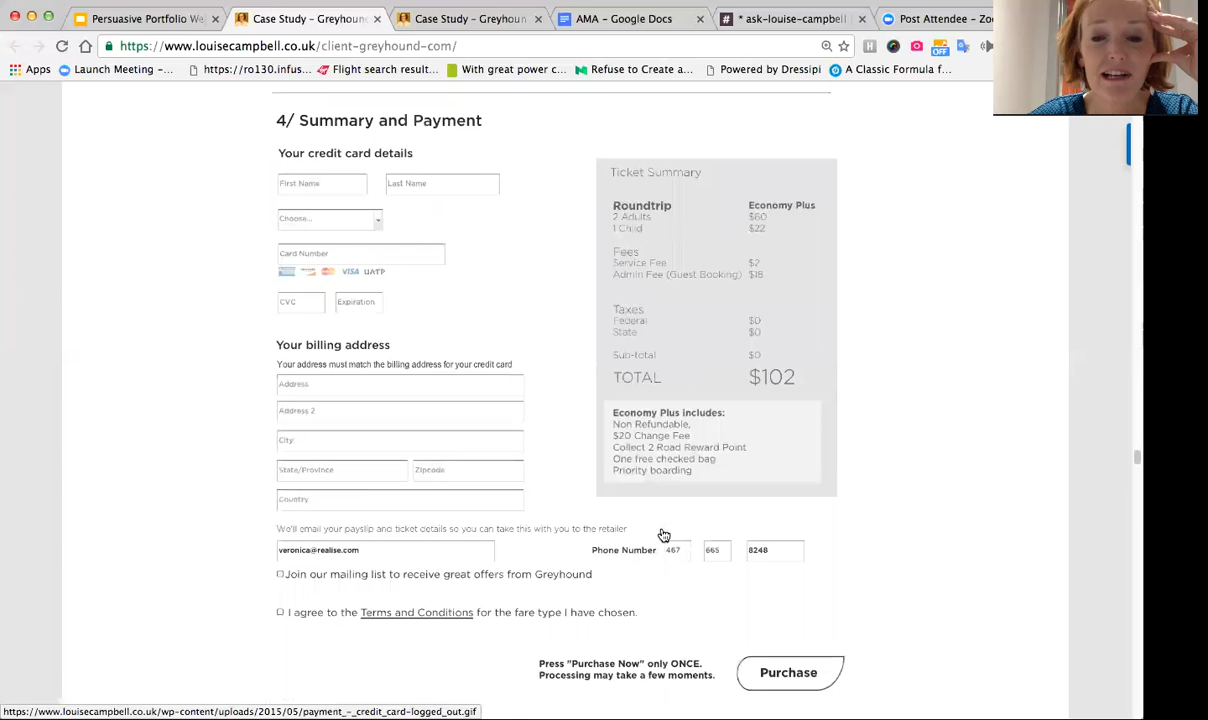 Persuasive Portfolio We
Case Study - Greyhound
Case Study - Greyhoun
AMA - Google Docs
# * ask-louise-campbell
Post Attendee - Zoo
https://www.louisecampbell.co.uk/client-greyhound-com/
OFF
Apps
Launch Meeting -...
https://ro130.infus...
Flight search result...
With great power c...
Refuse to Create a...
Powered by Dressipi
A Classic Formula f...
4/ Summary and Payment
Your credit card details
First Name
Last Name
Choose...
Card Number
VISA UATP
CVC
Expiration
Ticket Summary
Roundtrip Economy Plus
2 Adults $60
1 Child $22
Fees
Service Fee $2
Admin Fee (Guest Booking) $18
Taxes
Federal $0
State $0
Sub-total $0
TOTAL $102
Economy Plus includes:
Non Refundable,
$20 Change Fee
Collect 2 Road Reward Point
One free checked bag
Priority boarding
Your billing address
Your address must match the billing address for your credit card
Address
Address 2
City
State/Province
Zipcode
Country
We'll email your payslip and ticket details so you can take this with you to the retailer
veronica@realise.com
Phone Number 467 665 8248
Join our mailing list to receive great offers from Greyhound
I agree to the Terms and Conditions for the fare type I have chosen.
Press "Purchase Now" only ONCE.
Processing may take a few moments.
Purchase
https://www.louisecampbell.co.uk/wp-content/uploads/2015/05/payment_-_credit_card-logged_out.gif